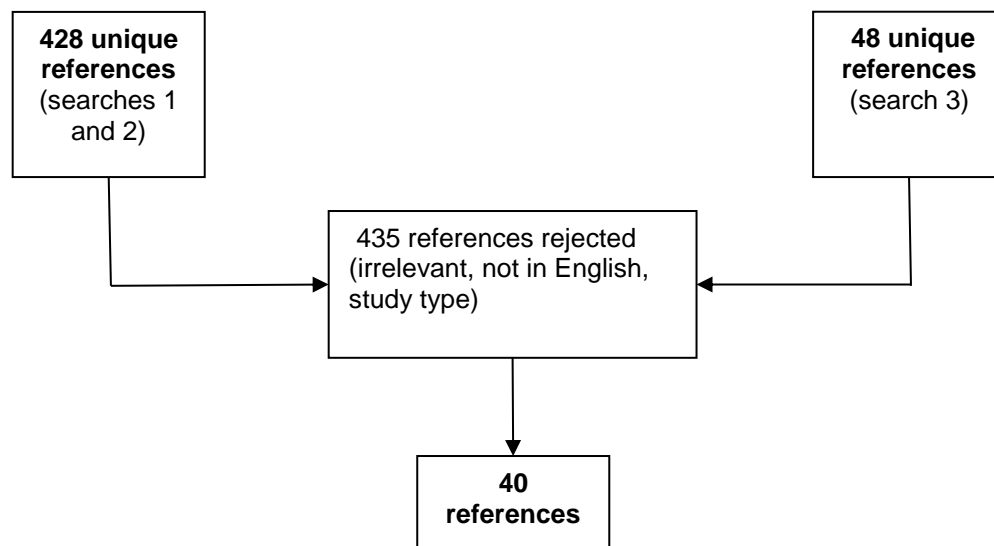 428 unique
references
(searches 1
and 2)
48 unique
references
(search 3)
435 references rejected
(irrelevant, not in English,
study type)
40
references